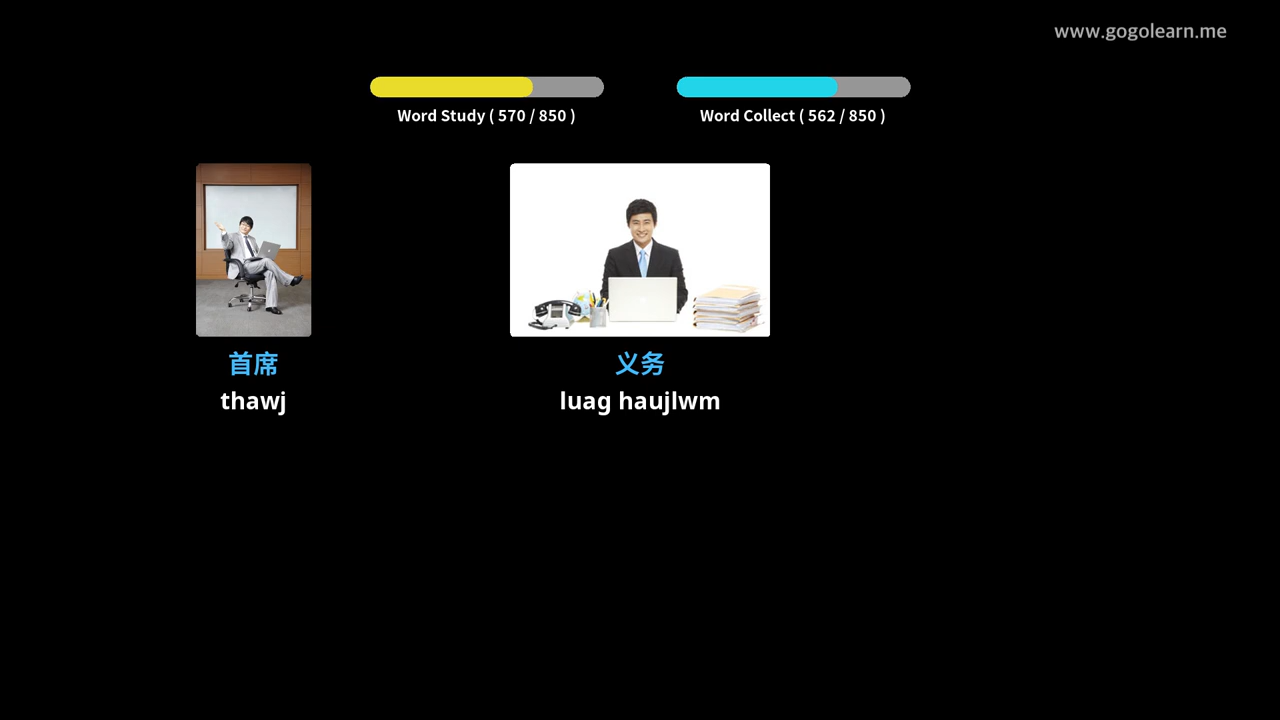 www.gogolearn.me
Word Study ( 570 / 850 )
Word Collect ( 562 / 850 )
首席
thawj
义务
luag haujlwm